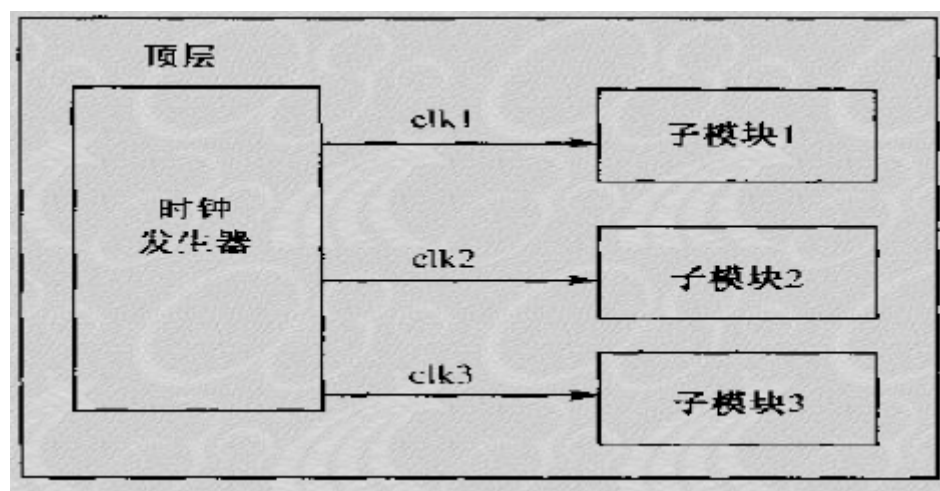 顶层
时钟
发生器
clk1
子模块1
clk2
子模块2
clk3
子模块3